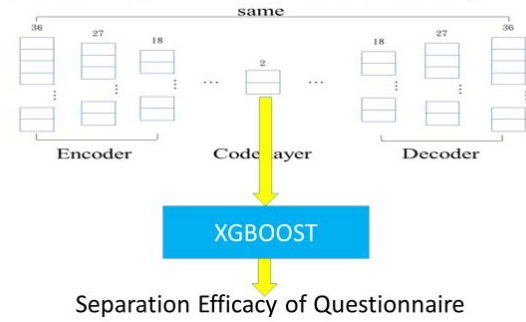 same
36 27 18 ... 2 ... 18 27 36
Encoder Code layer Decoder
XGBOOST
Separation Efficacy of Questionnaire